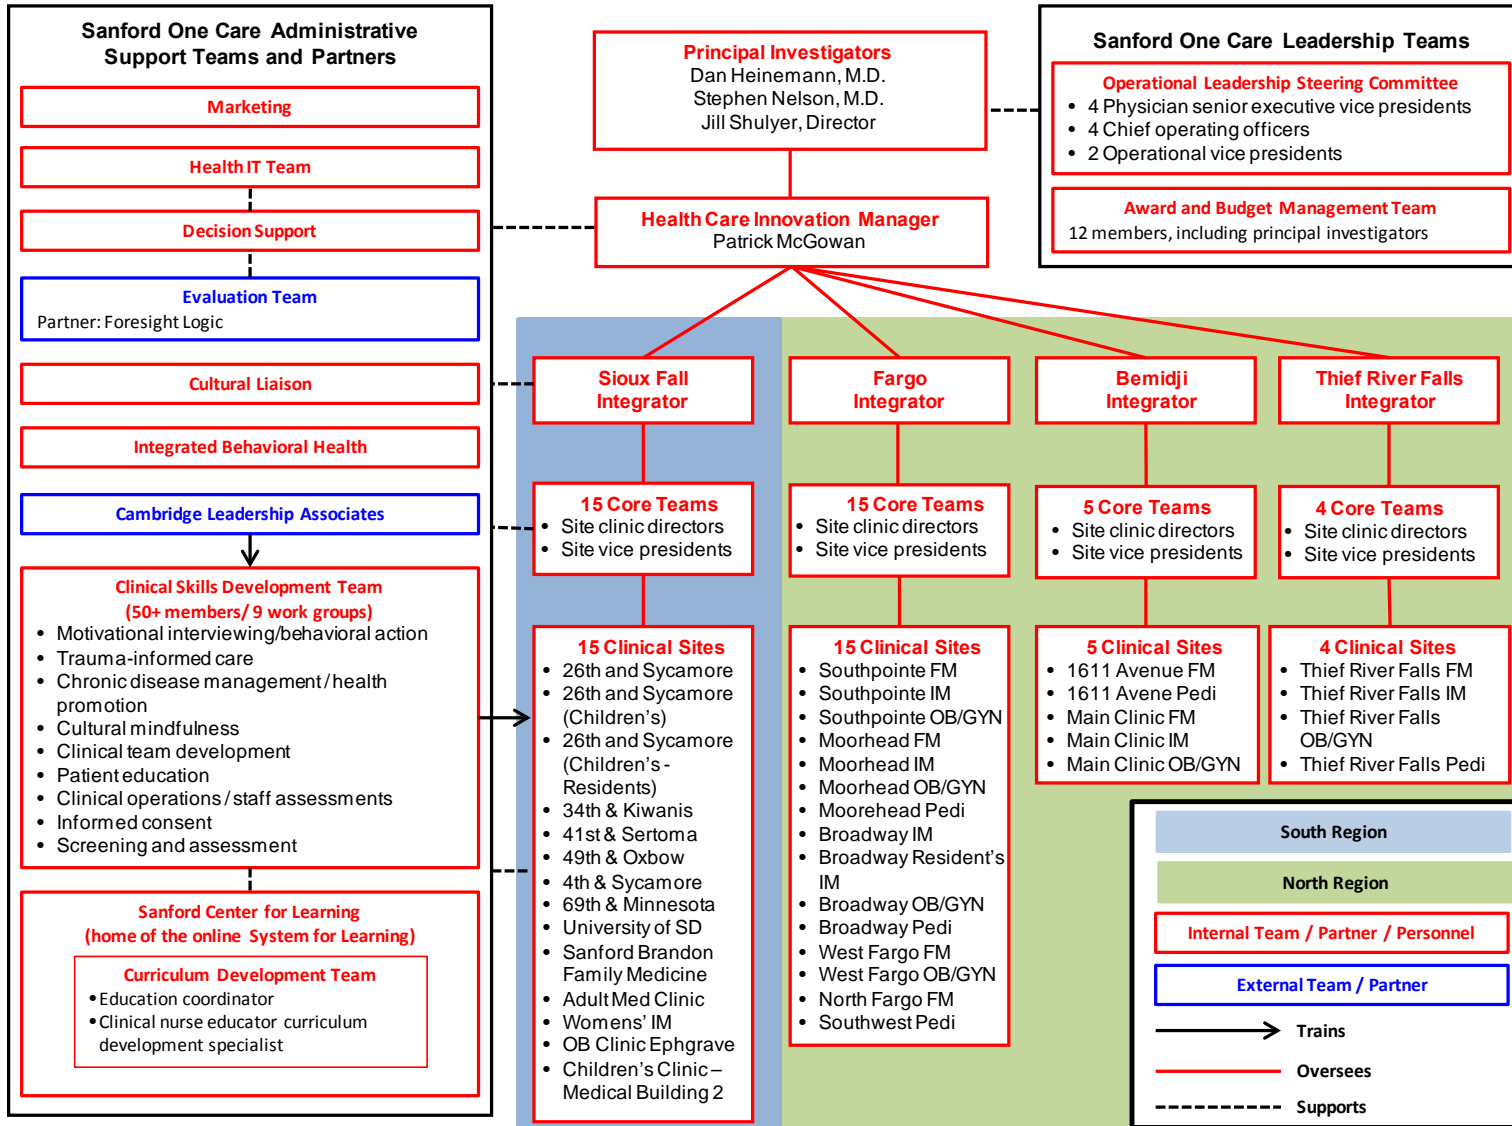 Sanford One Care Administrative
Support Teams and Partners
Marketing
Health IT Team
Decision Support
Evaluation Team
Partner: Foresight Logic
Cultural Liaison
Integrated Behavioral Health
Cambridge Leadership Associates
Clinical Skills Development Team
(50+ members/ 9 work groups)
• Motivational interviewing/behavioral action
• Trauma-informed care
• Chronic disease management / health
promotion
• Cultural mindfulness
• Clinical team development
• Patient education
• Clinical operations / staff assessments
• Informed consent
• Screening and assessment
Sanford Center for Learning
(home of the online System for Learning)
Curriculum Development Team
• Education coordinator
• Clinical nurse educator curriculum
development specialist
Principal Investigators
Dan Heinemann, M.D.
Stephen Nelson, M.D.
Jill Shulyer, Director
Health Care Innovation Manager
Patrick McGowan
Sanford One Care Leadership Teams
Operational Leadership Steering Committee
• 4 Physician senior executive vice presidents
• 4 Chief operating officers
• 2 Operational vice presidents
Award and Budget Management Team
12 members, including principal investigators
Sioux Fall
Integrator
15 Core Teams
• Site clinic directors
• Site vice presidents
15 Clinical Sites
• 26th and Sycamore
• 26th and Sycamore
(Children's)
• 26th and Sycamore
(Children's -
Residents)
• 34th & Kiwanis
• 41st & Sertoma
• 49th & Oxbow
• 4th & Sycamore
• 69th & Minnesota
• University of SD
• Sanford Brandon
Family Medicine
• Adult Med Clinic
• Womens' IM
• OB Clinic Ephgrave
• Children's Clinic –
Medical Building 2
Fargo
Integrator
15 Core Teams
• Site clinic directors
• Site vice presidents
15 Clinical Sites
• Southpointe FM
• Southpointe IM
• Southpointe OB/GYN
• Moorhead FM
• Moorhead IM
• Moorhead OB/GYN
• Moorehead Pedi
• Broadway IM
• Broadway Resident's
IM
• Broadway OB/GYN
• Broadway Pedi
• West Fargo FM
• West Fargo OB/GYN
• North Fargo FM
• Southwest Pedi
Bemidji
Integrator
5 Core Teams
• Site clinic directors
• Site vice presidents
5 Clinical Sites
• 1611 Avenue FM
• 1611 Avene Pedi
• Main Clinic FM
• Main Clinic IM
• Main Clinic OB/GYN
Thief River Falls
Integrator
4 Core Teams
• Site clinic directors
• Site vice presidents
4 Clinical Sites
• Thief River Falls FM
• Thief River Falls IM
• Thief River Falls
OB/GYN
• Thief River Falls Pedi
South Region
North Region
Internal Team / Partner / Personnel
External Team / Partner
Trains
Oversees
Supports